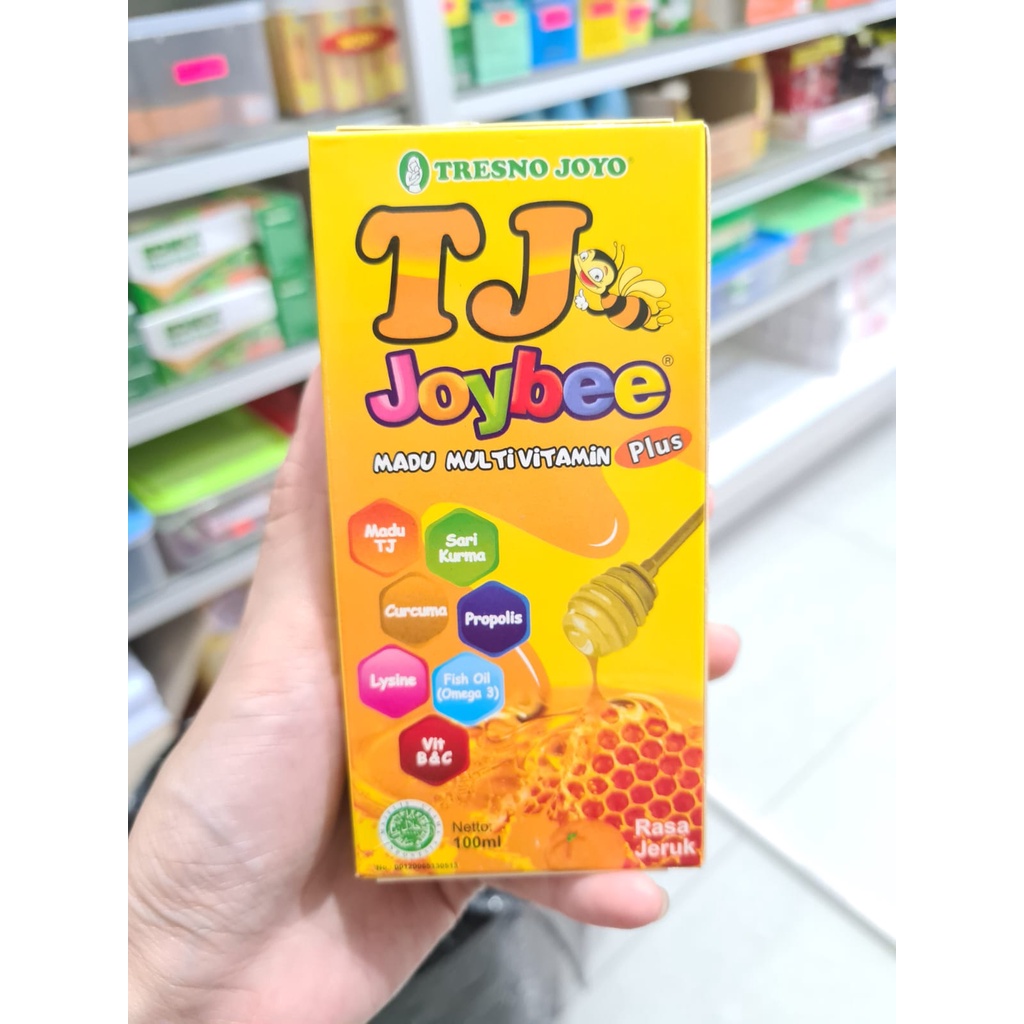 TRESNO JOYO
TJ
Joybee®
MADU MULTIVITAMIN Plus
Madu
TJ
Sari
Kurma
Curcuma
Propolis
Lysine
Fish Oil
(Omega 3)
Vit
B&C
Netto:
100ml
Rasa
Jeruk